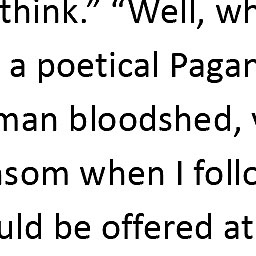 think.” “Well, wh
a poetical Pagan
man bloodshed, v
nsom when I follo
uld be offered at